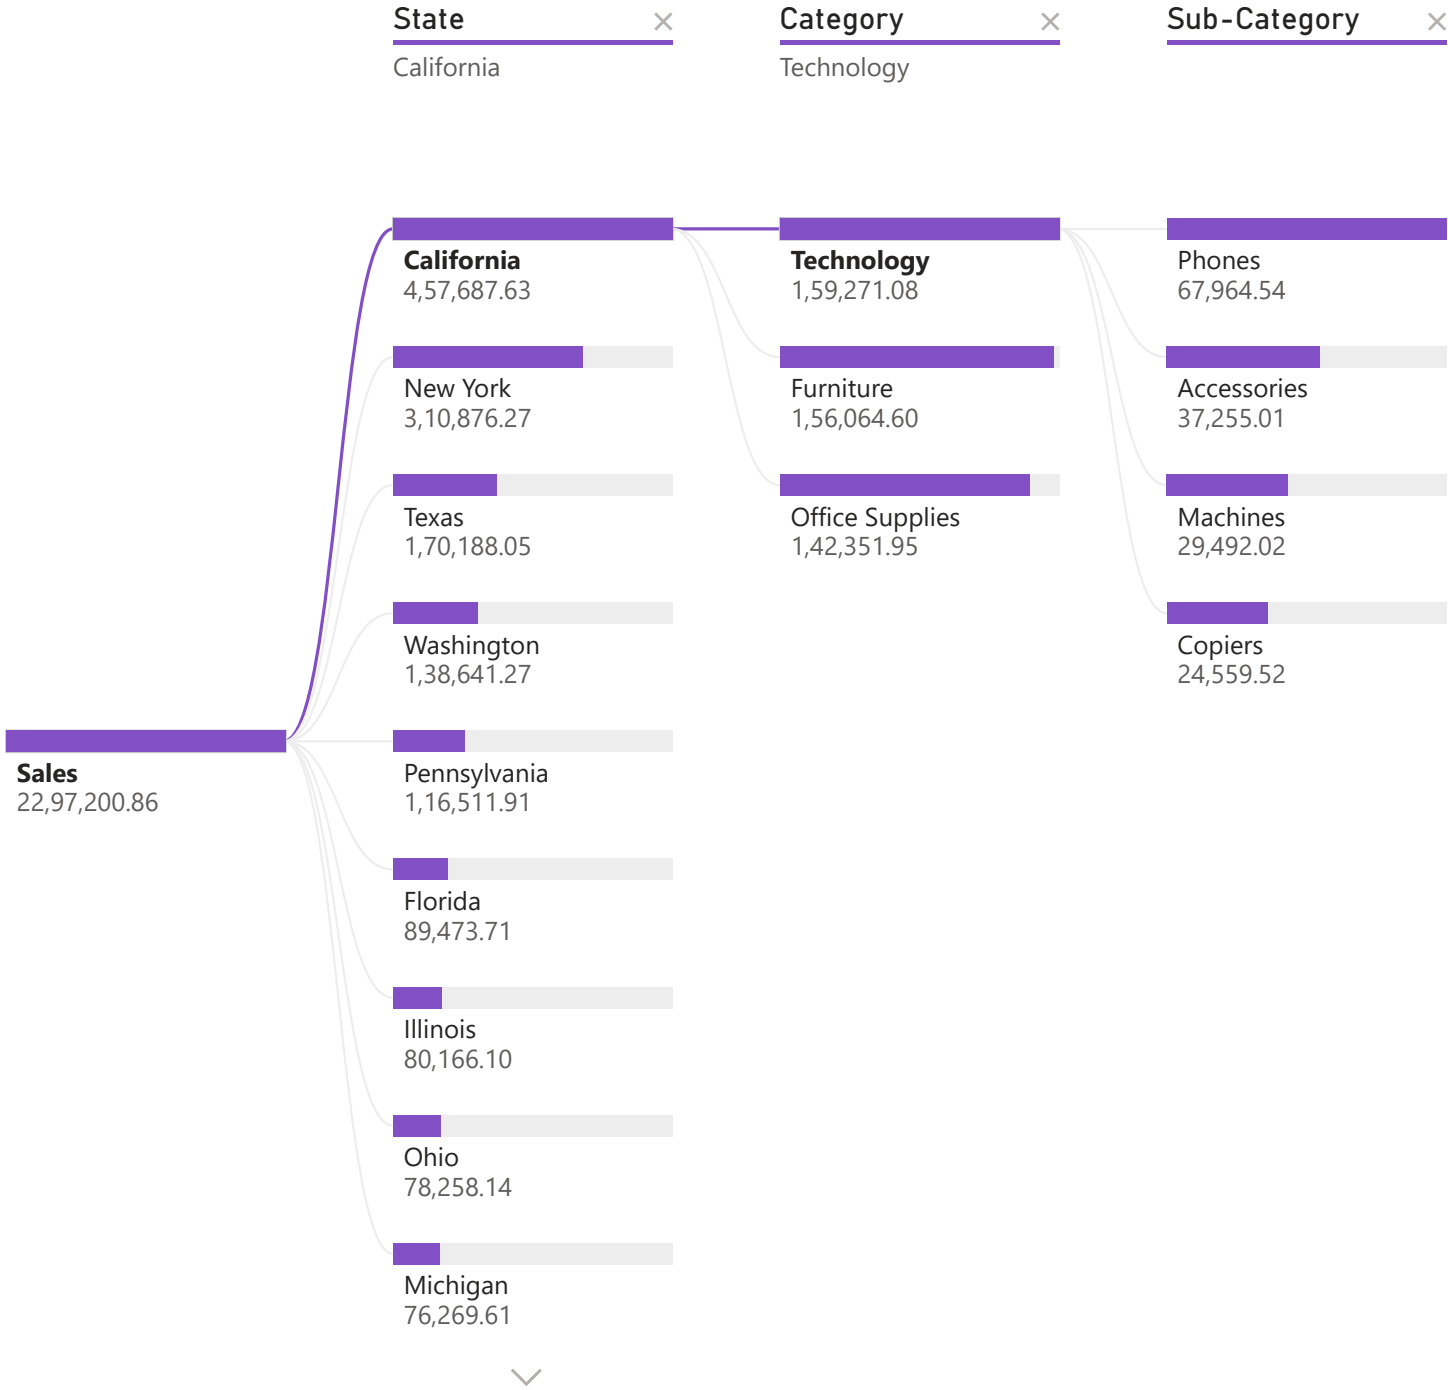 State
Category
Sub-Category
California
Technology
California
4,57,687.63
Technology
1,59,271.08
Phones
67,964.54
New York
3,10,876.27
Furniture
1,56,064.60
Accessories
37,255.01
Texas
1,70,188.05
Office Supplies
1,42,351.95
Machines
29,492.02
Washington
1,38,641.27
Copiers
24,559.52
Sales
22,97,200.86
Pennsylvania
1,16,511.91
Florida
89,473.71
Illinois
80,166.10
Ohio
78,258.14
Michigan
76,269.61